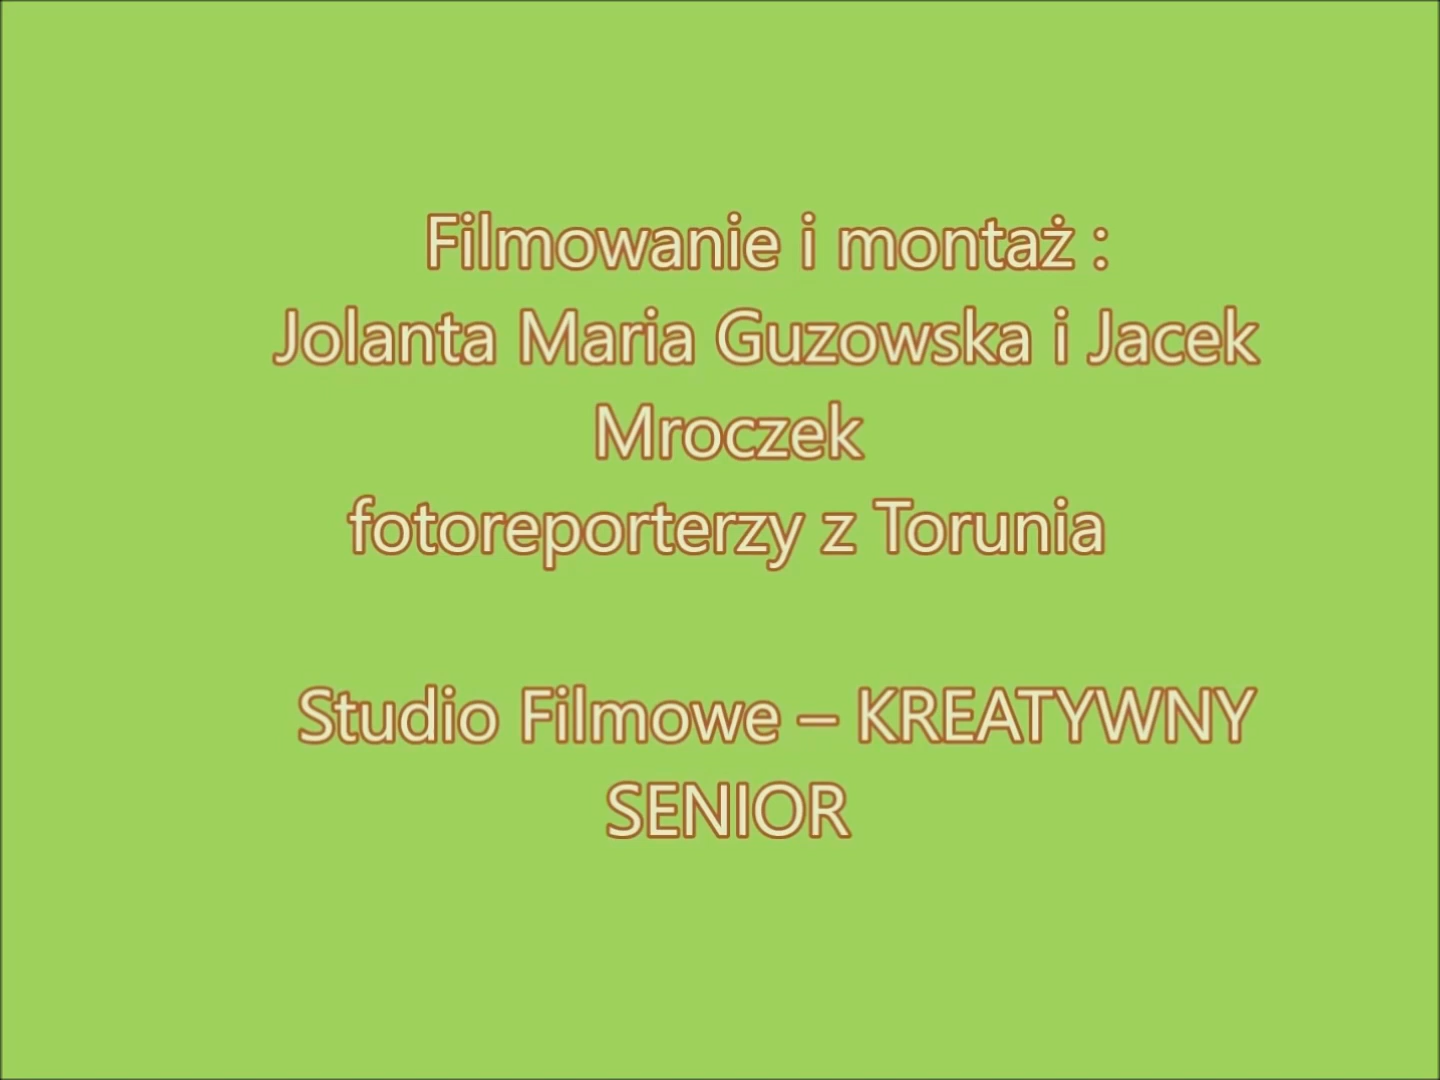 Filmowanie i montaż :
Jolanta Maria Guzowska i Jacek
Mroczek
fotoreporterzy z Torunia
Studio Filmowe – KREATYWNY
SENIOR